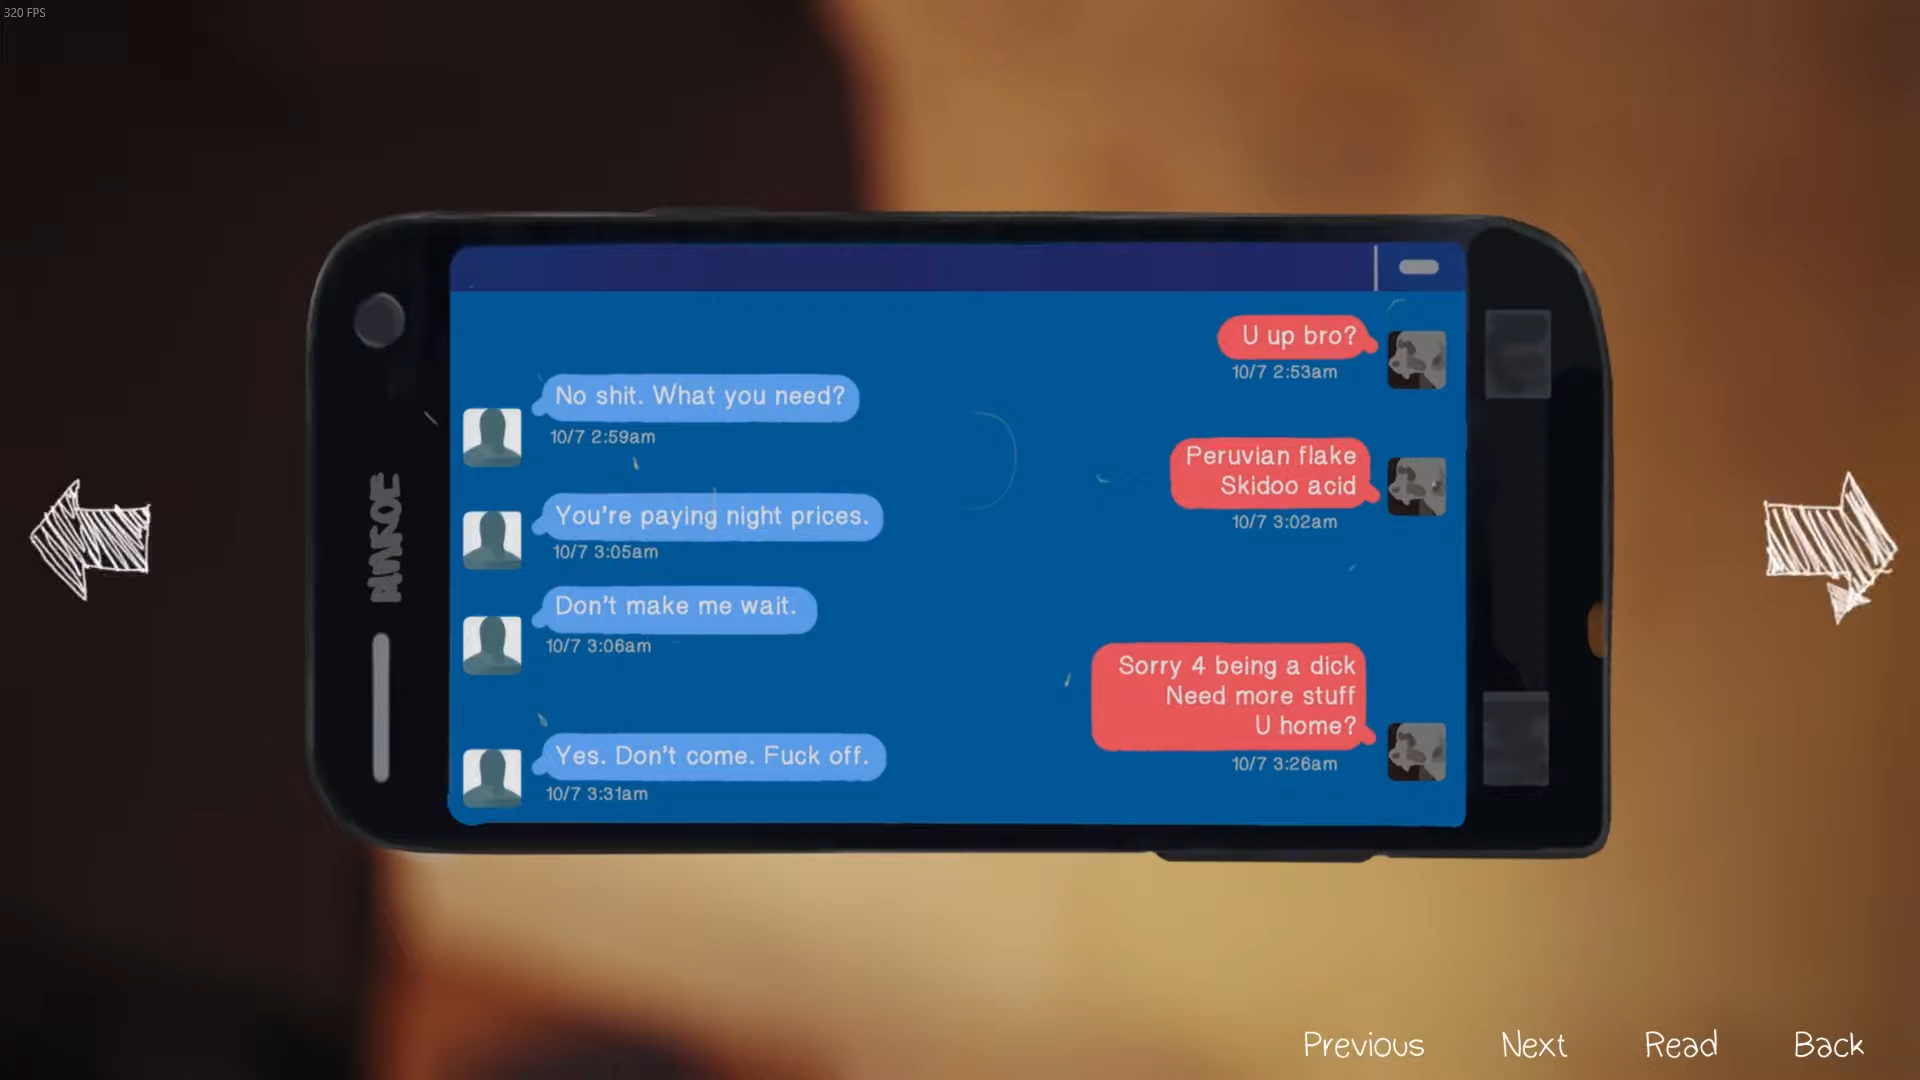 320 FPS
U up bro?
10/7 2:53am
No shit. What you need?
10/7 2:59am
Peruvian flake
Skidoo acid
10/7 3:02am
You're paying night prices.
10/7 3:05am
Don't make me wait.
10/7 3:06am
Sorry 4 being a dick
Need more stuff
U home?
10/7 3:26am
Yes. Don't come. Fuck off.
10/7 3:31am
Previous Next Read Back